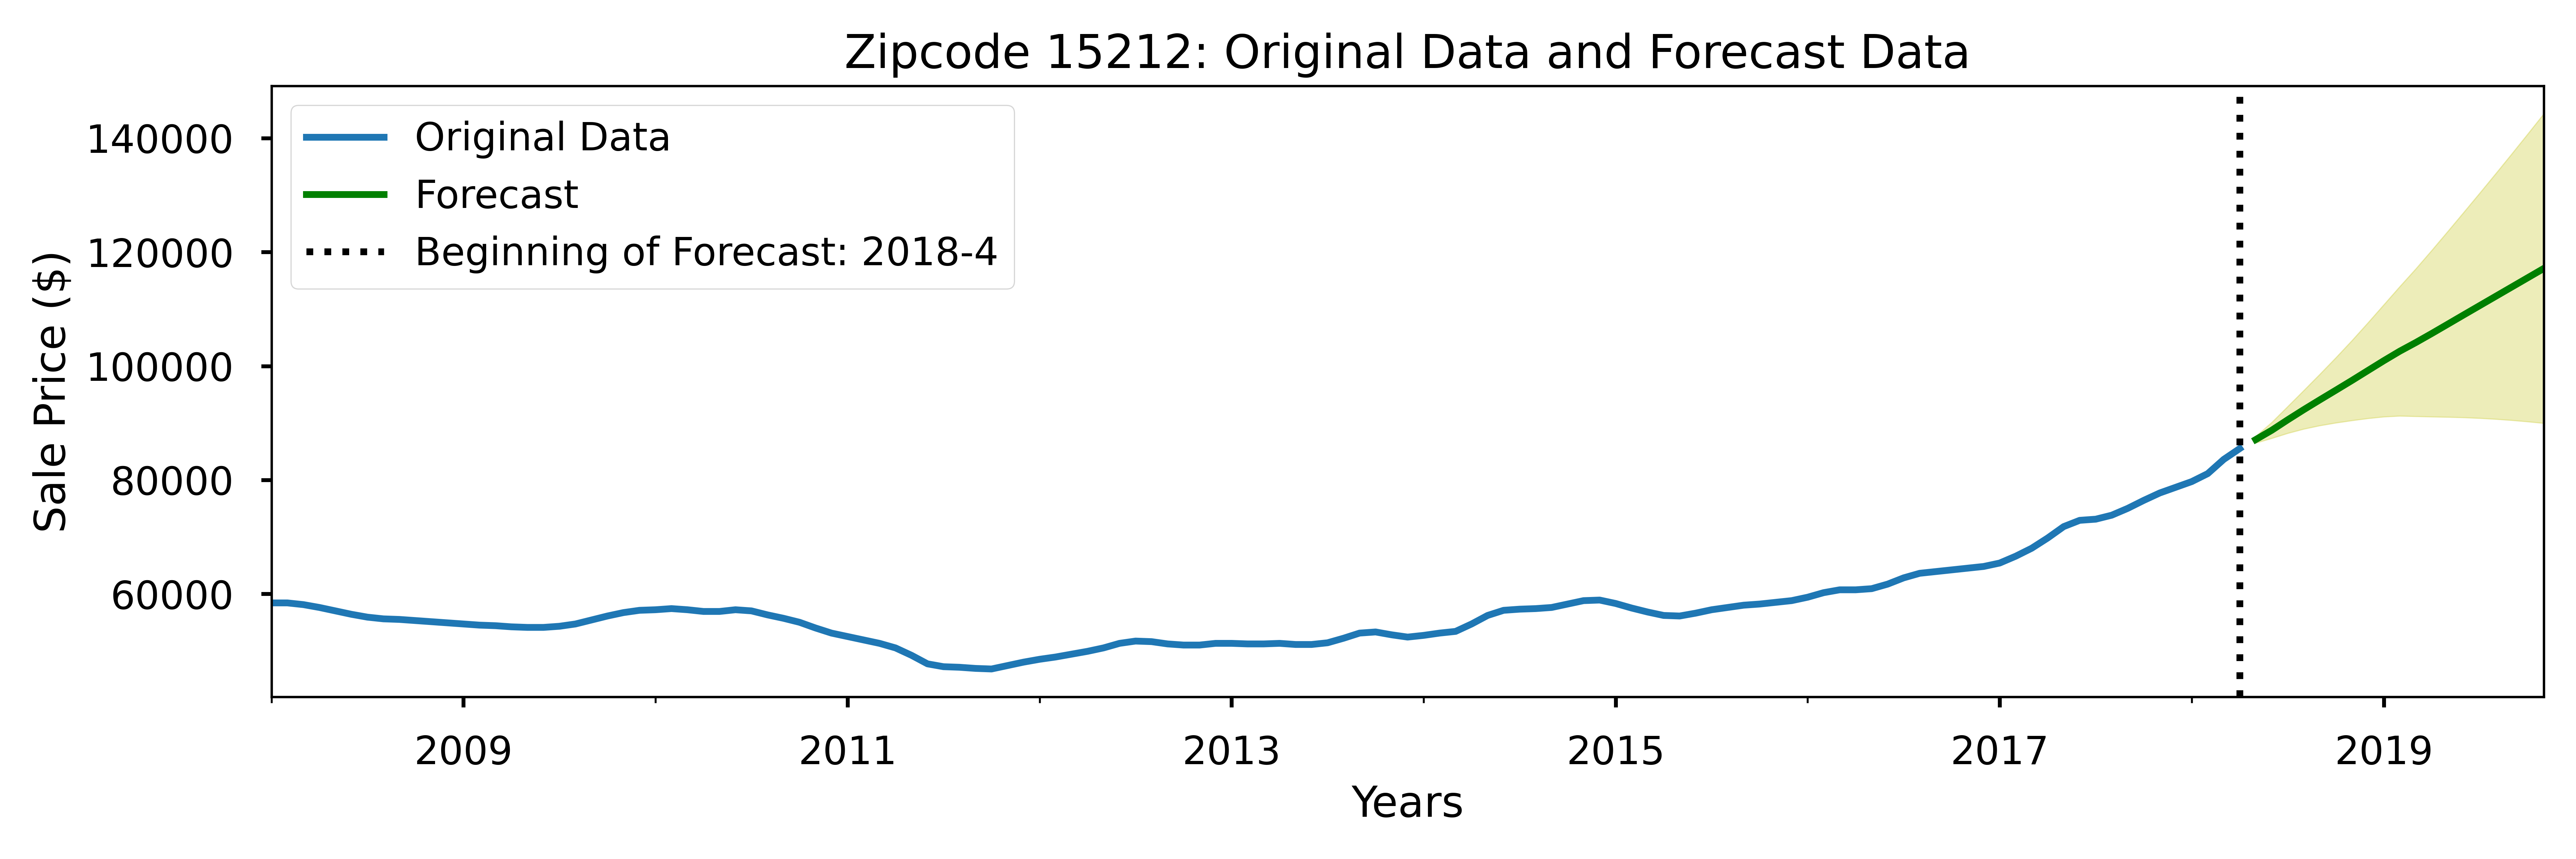 Zipcode 15212: Original Data and Forecast Data
Original Data
Forecast
Beginning of Forecast: 2018-4
Sale Price ($)
140000
120000
100000
80000
60000
2009
2011
2013
2015
2017
2019
Years